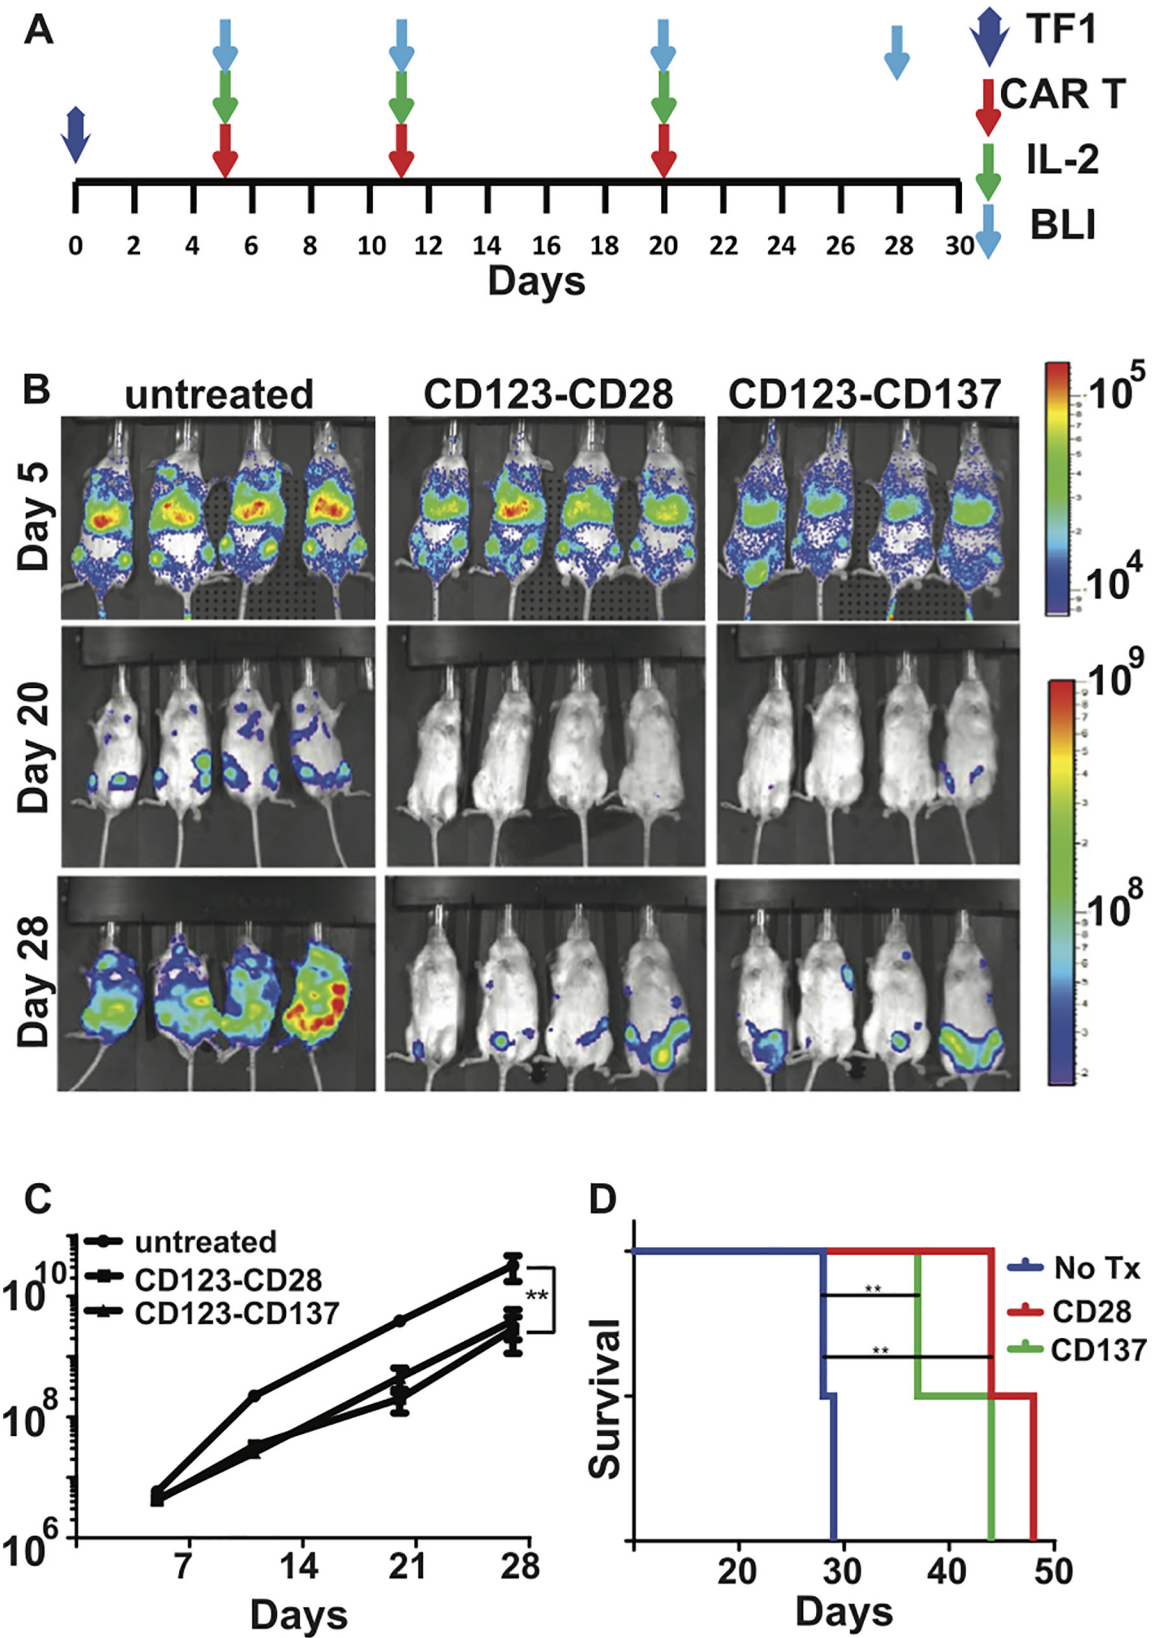 A
TF1
CAR T
IL-2
BLI
0 2 4 6 8 10 12 14 16 18 20 22 24 26 28 30
Days
B
untreated CD123-CD28 CD123-CD137
Day 5
Day 20
Day 28
10^5
10^4
10^9
10^8
C
untreated
CD123-CD28
CD123-CD137
**
10^10
10^8
10^6
7 14 21 28
Days
D
No Tx
CD28
CD137
**
**
Survival
20 30 40 50
Days